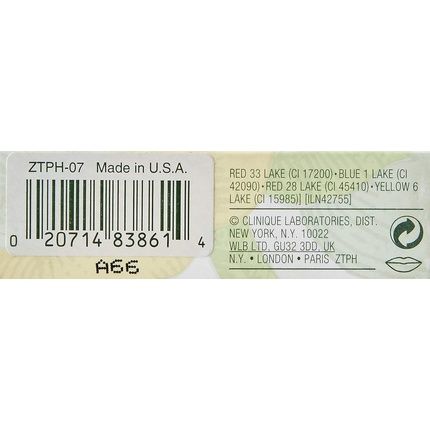 ZTPH-07 Made in U.S.A.
0 20714 83861 4
A66
RED 33 LAKE (CI 17200) • BLUE 1 LAKE (CI
42090) • RED 28 LAKE (CI 45410) • YELLOW 6
LAKE (CI 15985)] [ILN42755]
© CLINIQUE LABORATORIES, DIST.
NEW YORK, N.Y. 10022
WLB LTD, GU32 3DD, UK
N.Y. • LONDON • PARIS ZTPH